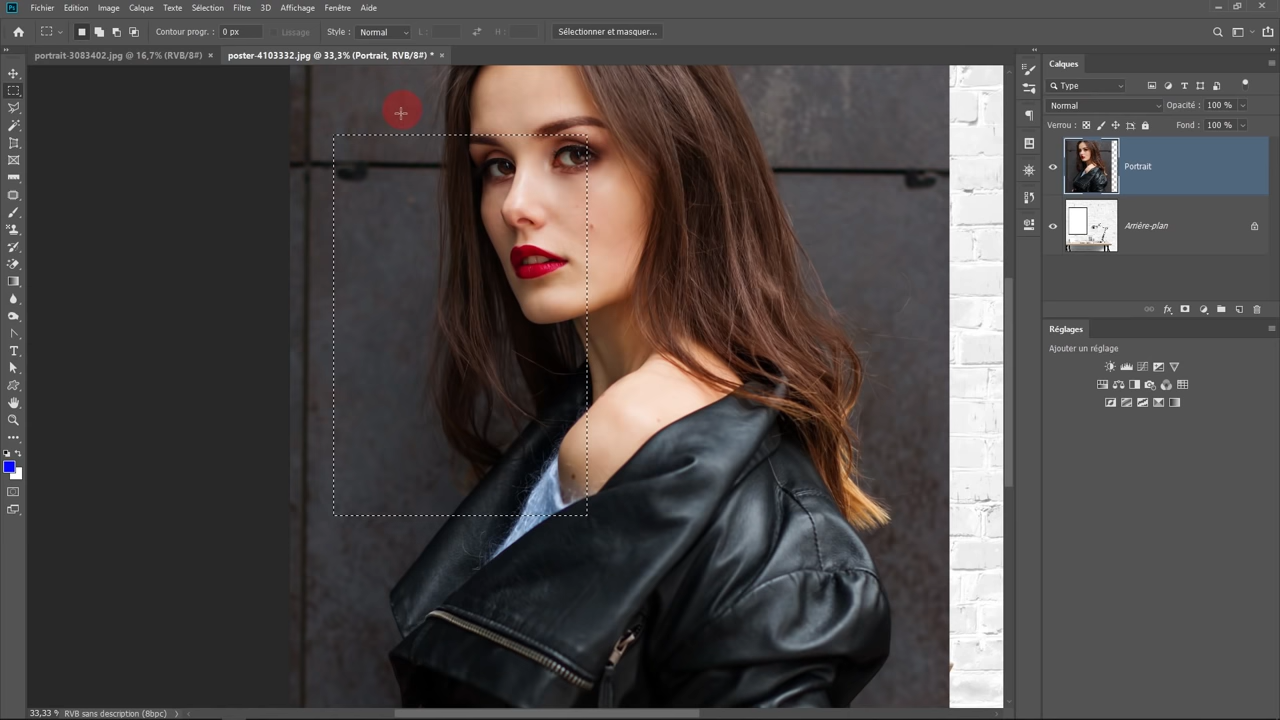 Ps Fichier Edition Image Calque Texte Sélection Filtre 3D Affichage Fenêtre Aide
Contour progr. : 0 px Lissage Style : Normal L : H : Sélectionner et masquer...
portrait-3083402.jpg @ 16,7% (RVB/8#) × poster-4103332.jpg @ 33,3% (Portrait, RVB/8#) * ×
Calques
Type
Normal Opacité : 100 %
Verrou : Fond : 100 %
Portrait
Arrière-plan
fx
Réglages
Ajouter un réglage
T
33,33 % RVB sans description (8bpc)